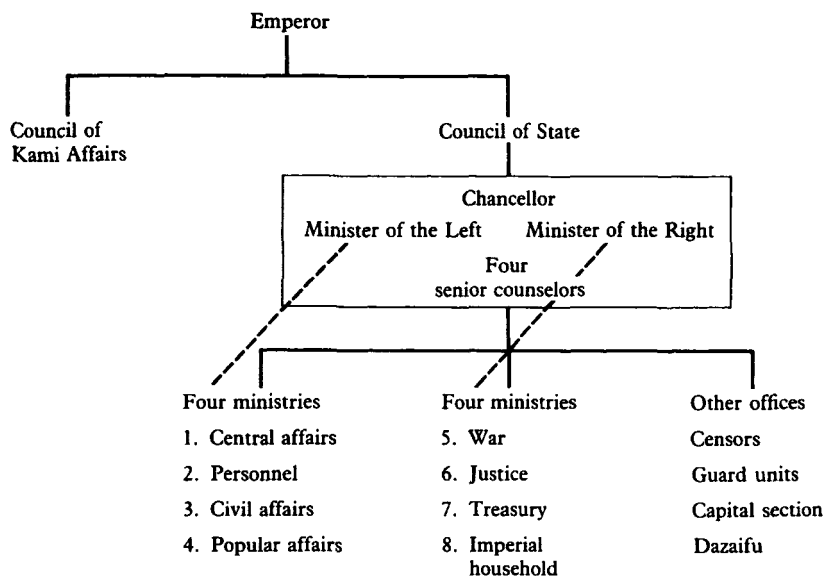 Emperor
Council of
Kami Affairs
Council of State
Chancellor
Minister of the Left
Minister of the Right
Four
senior counselors
Four ministries
1. Central affairs
2. Personnel
3. Civil affairs
4. Popular affairs
Four ministries
5. War
6. Justice
7. Treasury
8. Imperial
household
Other offices
Censors
Guard units
Capital section
Dazaifu